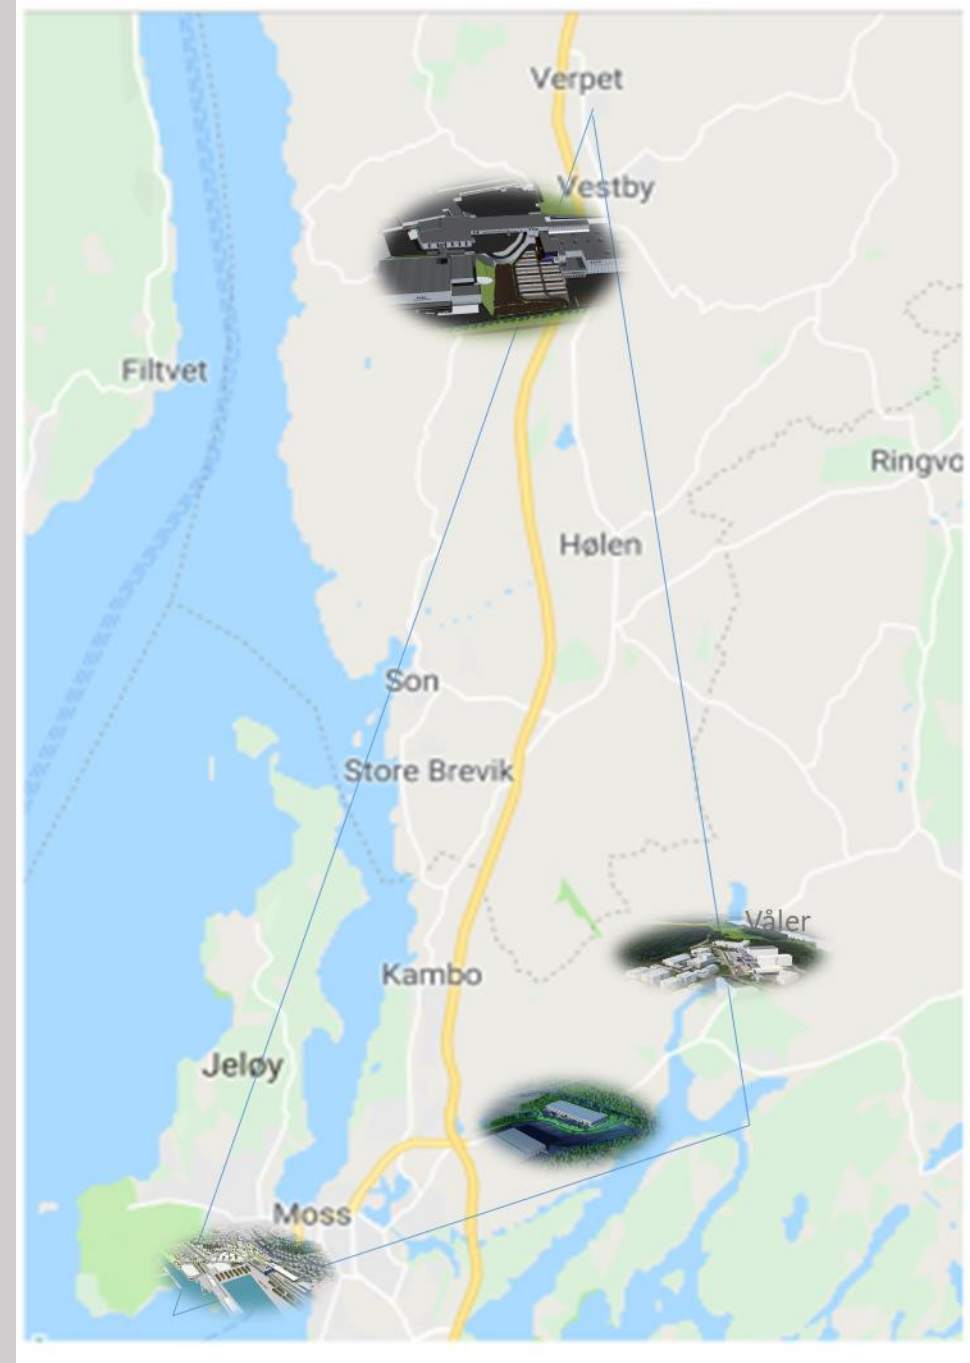 Verpet
Vestby
Filtvet
Ringvo
Hølen
Son
Store Brevik
Våler
Kambo
Jeløy
Moss